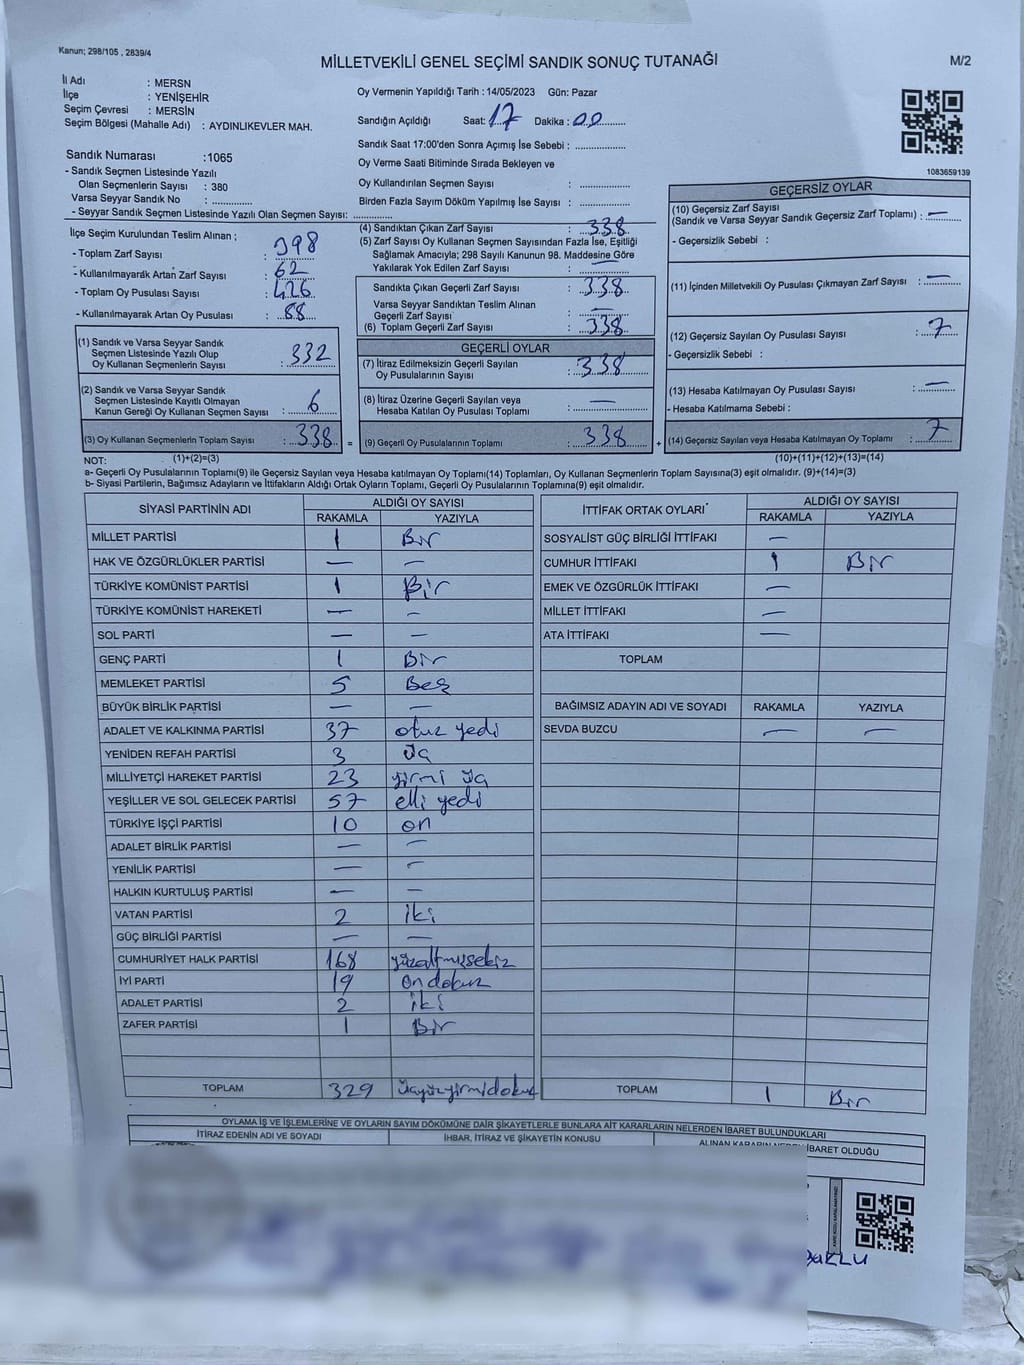 Kanun; 298/105 , 2839/4
MİLLETVEKİLİ GENEL SEÇİMİ SANDIK SONUÇ TUTANAĞI
M/2
İl Adı : MERSN
İlçe : YENİŞEHİR
Seçim Çevresi : MERSİN
Seçim Bölgesi (Mahalle Adı) : AYDINLIKEVLER MAH.
Oy Vermenin Yapıldığı Tarih : 14/05/2023 Gün: Pazar
Sandığın Açıldığı Saat: 17 Dakika : 00
Sandık Saat 17:00'den Sonra Açımış İse Sebebi : ................
Oy Verme Saati Bitiminde Sırada Bekleyen ve
Oy Kullandırılan Seçmen Sayısı : ................
Birden Fazla Sayım Döküm Yapılmış İse Sayısı : ................
1083659139
Sandık Numarası :1065
- Sandık Seçmen Listesinde Yazılı
Olan Seçmenlerin Sayısı : 380
Varsa Seyyar Sandık No : ..............
- Seyyar Sandık Seçmen Listesinde Yazılı Olan Seçmen Sayısı: ..............
İlçe Seçim Kurulundan Teslim Alınan ;
- Toplam Zarf Sayısı : 398
- Kullanılmayarak Artan Zarf Sayısı : 62
- Toplam Oy Pusulası Sayısı : 426
- Kullanılmayarak Artan Oy Pusulası : 88
(1) Sandık ve Varsa Seyyar Sandık
Seçmen Listesinde Yazılı Olup
Oy Kullanan Seçmenlerin Sayısı : 332
(2) Sandık ve Varsa Seyyar Sandık
Seçmen Listesinde Kayıtlı Olmayan
Kanun Gereği Oy Kullanan Seçmen Sayısı : 6
(3) Oy Kullanan Seçmenlerin Toplam Sayısı : 338 =
(4) Sandıktan Çıkan Zarf Sayısı : 338
(5) Zarf Sayısı Oy Kullanan Seçmen Sayısından Fazla İse, Eşitliği
Sağlamak Amacıyla; 298 Sayılı Kanunun 98. Maddesine Göre
Yakılarak Yok Edilen Zarf Sayısı : —
Sandıkta Çıkan Geçerli Zarf Sayısı : 338
Varsa Seyyar Sandıktan Teslim Alınan
Geçerli Zarf Sayısı : —
(6) Toplam Geçerli Zarf Sayısı : 338
GEÇERLİ OYLAR
(7) İtiraz Edilmeksizin Geçerli Sayılan
Oy Pusulalarının Sayısı : 338
(8) İtiraz Üzerine Geçerli Sayılan veya
Hesaba Katılan Oy Pusulası Toplamı : —
(9) Geçerli Oy Pusulalarının Toplamı : 338 +
GEÇERSİZ OYLAR
(10) Geçersiz Zarf Sayısı
(Sandık ve Varsa Seyyar Sandık Geçersiz Zarf Toplamı) : —
- Geçersizlik Sebebi :
(11) İçinden Milletvekili Oy Pusulası Çıkmayan Zarf Sayısı : —
(12) Geçersiz Sayılan Oy Pusulası Sayısı : 7
- Geçersizlik Sebebi :
(13) Hesaba Katılmayan Oy Pusulası Sayısı : —
- Hesaba Katılmama Sebebi :
(14) Geçersiz Sayılan veya Hesaba Katılmayan Oy Toplamı : 7
NOT: (1)+(2)=(3) (10)+(11)+(12)+(13)=(14)
a- Geçerli Oy Pusulalarının Toplamı(9) ile Geçersiz Sayılan veya Hesaba katılmayan Oy Toplamı(14) Toplamları, Oy Kullanan Seçmenlerin Toplam Sayısına(3) eşit olmalıdır. (9)+(14)=(3)
b- Siyasi Partilerin, Bağımsız Adayların ve İttifakların Aldığı Ortak Oyların Toplamı, Geçerli Oy Pusulalarının Toplamına(9) eşit olmalıdır.
SİYASİ PARTİNİN ADI ALDIĞI OY SAYISI
RAKAMLA YAZIYLA
MİLLET PARTİSİ 1 Bir
HAK VE ÖZGÜRLÜKLER PARTİSİ — —
TÜRKİYE KOMÜNİST PARTİSİ 1 Bir
TÜRKİYE KOMÜNİST HAREKETİ — —
SOL PARTİ — —
GENÇ PARTİ 1 Bir
MEMLEKET PARTİSİ 5 Beş
BÜYÜK BİRLİK PARTİSİ — —
ADALET VE KALKINMA PARTİSİ 37 otuz yedi
YENİDEN REFAH PARTİSİ 3 üç
MİLLİYETÇİ HAREKET PARTİSİ 23 yirmi üç
YEŞİLLER VE SOL GELECEK PARTİSİ 57 elli yedi
TÜRKİYE İŞÇİ PARTİSİ 10 on
ADALET BİRLİK PARTİSİ — —
YENİLİK PARTİSİ — —
HALKIN KURTULUŞ PARTİSİ — —
VATAN PARTİSİ 2 iki
GÜÇ BİRLİĞİ PARTİSİ — —
CUMHURİYET HALK PARTİSİ 168 yüzaltmışsekiz
İYİ PARTİ 19 on dokuz
ADALET PARTİSİ 2 iki
ZAFER PARTİSİ 1 Bir
TOPLAM 329 üçyüzyirmidokuz
İTTİFAK ORTAK OYLARI* ALDIĞI OY SAYISI
RAKAMLA YAZIYLA
SOSYALİST GÜÇ BİRLİĞİ İTTİFAKI —
CUMHUR İTTİFAKI 1 Bir
EMEK VE ÖZGÜRLÜK İTTİFAKI —
MİLLET İTTİFAKI —
ATA İTTİFAKI —
TOPLAM
BAĞIMSIZ ADAYIN ADI VE SOYADI RAKAMLA YAZIYLA
SEVDA BUZCU — —
TOPLAM 1 Bir
OYLAMA İŞ VE İŞLEMLERİNE VE OYLARIN SAYIM DÖKÜMÜNE DAİR ŞİKAYETLERLE BUNLARA AİT KARARLARIN NELERDEN İBARET BULUNDUKLARI
İTİRAZ EDENİN ADI VE SOYADI İHBAR, İTİRAZ VE ŞİKAYETİN KONUSU ALINAN KARARIN NEDEN İBARET OLDUĞU